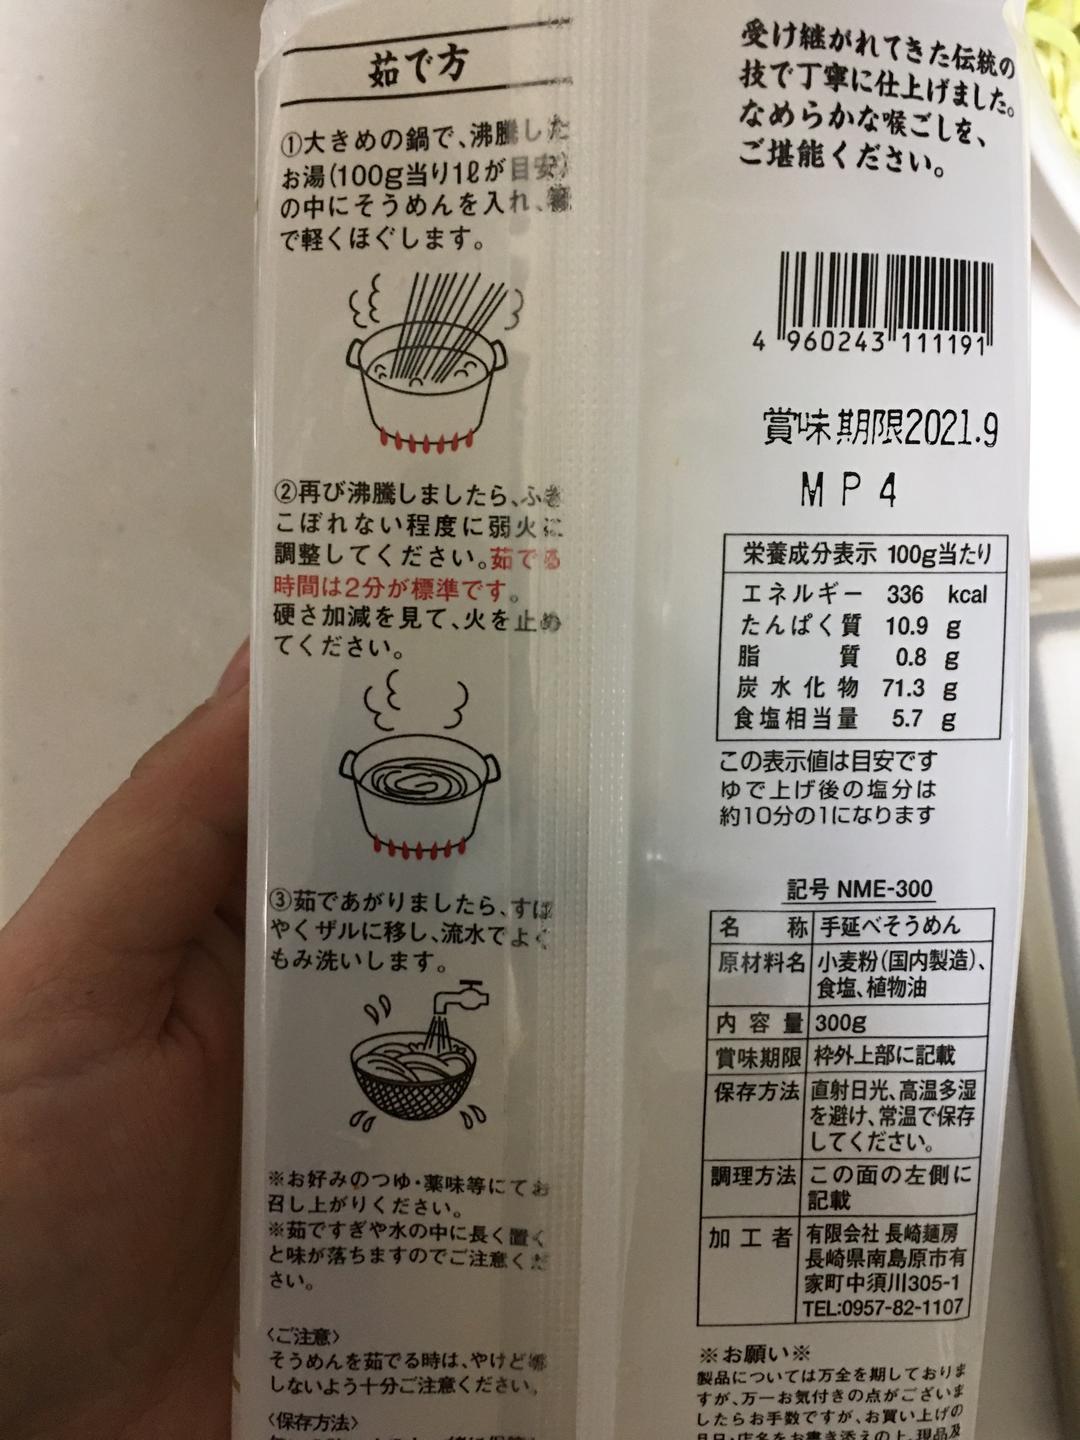 茹で方
①大きめの鍋で、沸騰した
お湯(100g当り1ℓが目安)
の中にそうめんを入れ、箸
で軽くほぐします。
②再び沸騰しましたら、ふき
こぼれない程度に弱火に
調整してください。茹でる
時間は2分が標準です。
硬さ加減を見て、火を止め
てください。
③茹であがりましたら、すば
やくザルに移し、流水でよく
もみ洗いします。
※お好みのつゆ・薬味等にてお
召し上がりください。
※茹ですぎや水の中に長く置く
と味が落ちますのでご注意くだ
さい。
〈ご注意〉
そうめんを茹でる時は、やけど等
しないよう十分ご注意ください。
〈保存方法〉
受け継がれてきた伝統の
技で丁寧に仕上げました。
なめらかな喉ごしを、
ご堪能ください。
4 960243 111191
賞味期限2021.9
MP4
栄養成分表示 100g当たり
エネルギー 336 kcal
たんぱく質 10.9 g
脂質 0.8 g
炭水化物 71.3 g
食塩相当量 5.7 g
この表示値は目安です
ゆで上げ後の塩分は
約10分の1になります
記号 NME-300
名称 手延べそうめん
原材料名 小麦粉(国内製造)、
食塩、植物油
内容量 300g
賞味期限 枠外上部に記載
保存方法 直射日光、高温多湿
を避け、常温で保存
してください。
調理方法 この面の左側に
記載
加工者 有限会社 長崎麺房
長崎県南島原市有
家町中須川305-1
TEL:0957-82-1107
※お願い※
製品については万全を期しておりま
すが、万一お気付きの点がございま
したらお手数ですが、お買い上げの
月日・店名をお書き添えの上、現品及